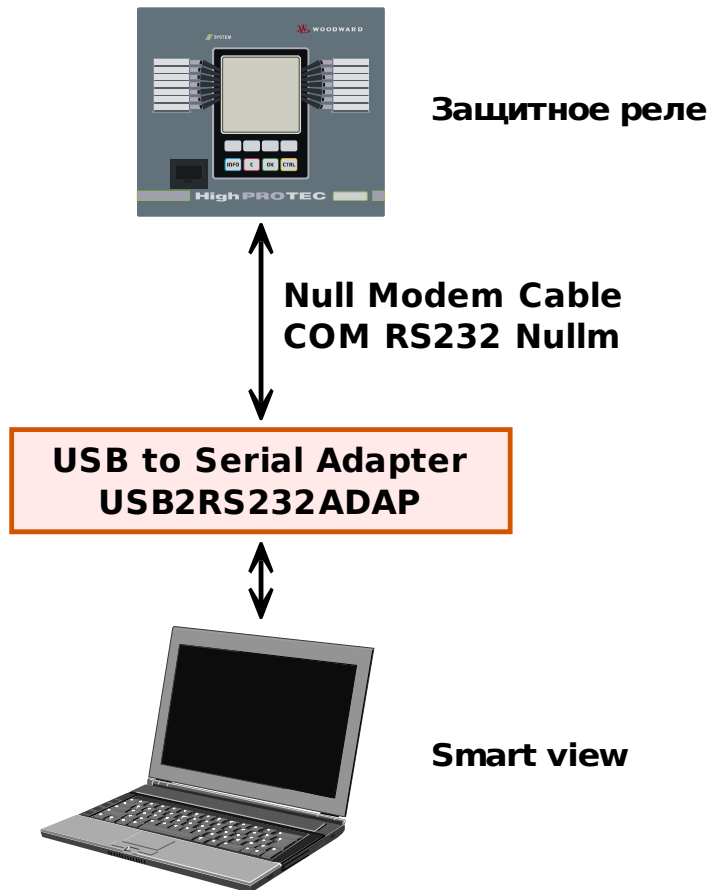 SYSTEM
WOODWARD
Защитное реле
INFO C OK CTRL
HighPROTEC
Null Modem Cable
COM RS232 Nullm
USB to Serial Adapter
USB2RS232ADAP
Smart view